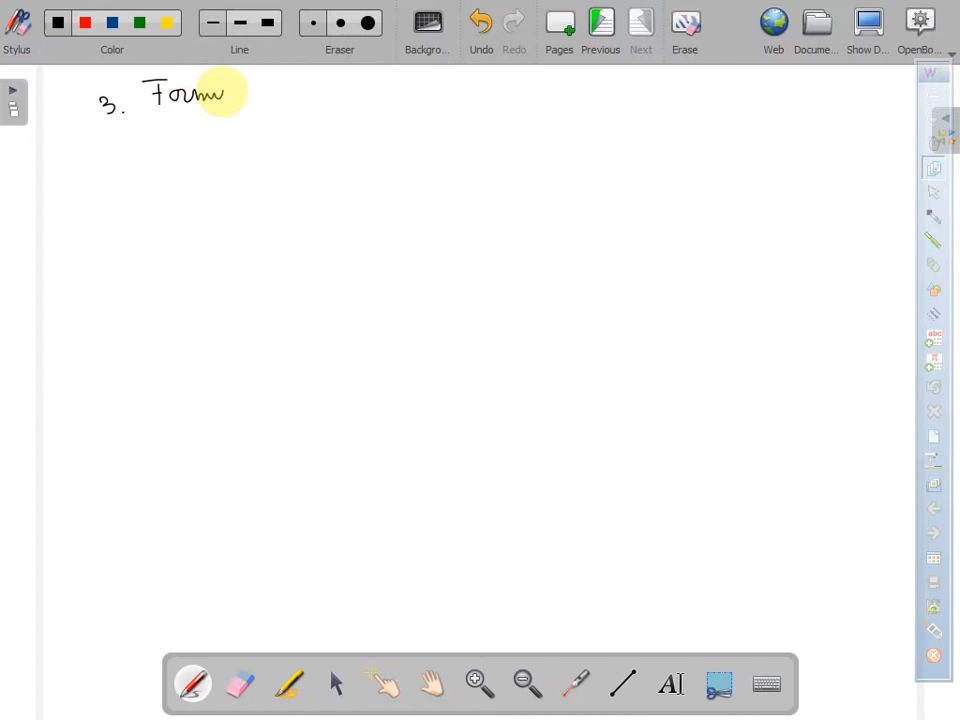 Stylus
Color
Line
Eraser
Backgro...
Undo
Redo
Pages
Previous
Next
Erase
Web
Docume...
Show D...
OpenBo...
3. Form